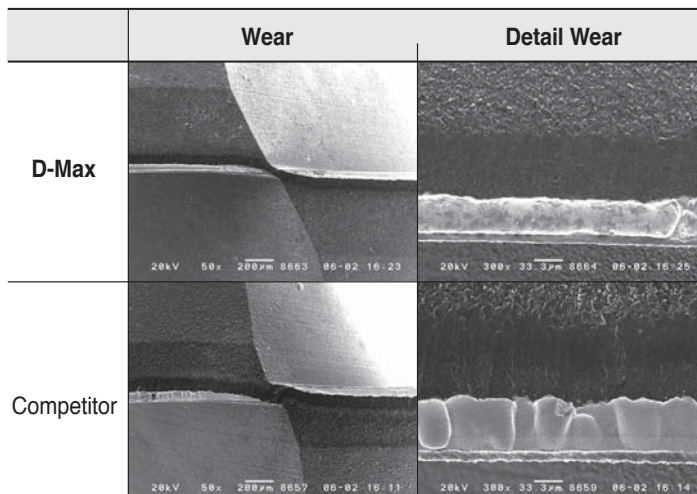 Wear Detail Wear
D-Max
20kV 50x 200µm 8663 06-02 16:23
20kV 300x 33.3µm 8664 06-02 16:25
Competitor
20kV 50x 200µm 8657 06-02 16:11
20kV 300x 33.3µm 8659 06-02 16:14